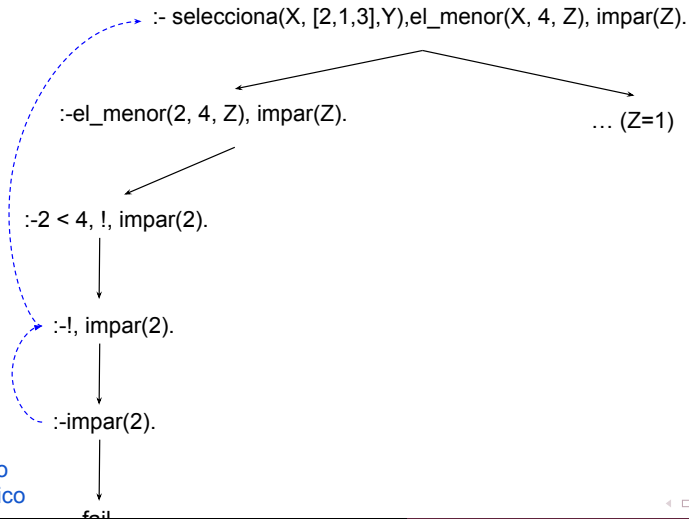 :- selecciona(X, [2,1,3],Y),el_menor(X, 4, Z), impar(Z).
:-el_menor(2, 4, Z), impar(Z).
… (Z=1)
:-2 < 4, !, impar(2).
:-!, impar(2).
:-impar(2).
fail